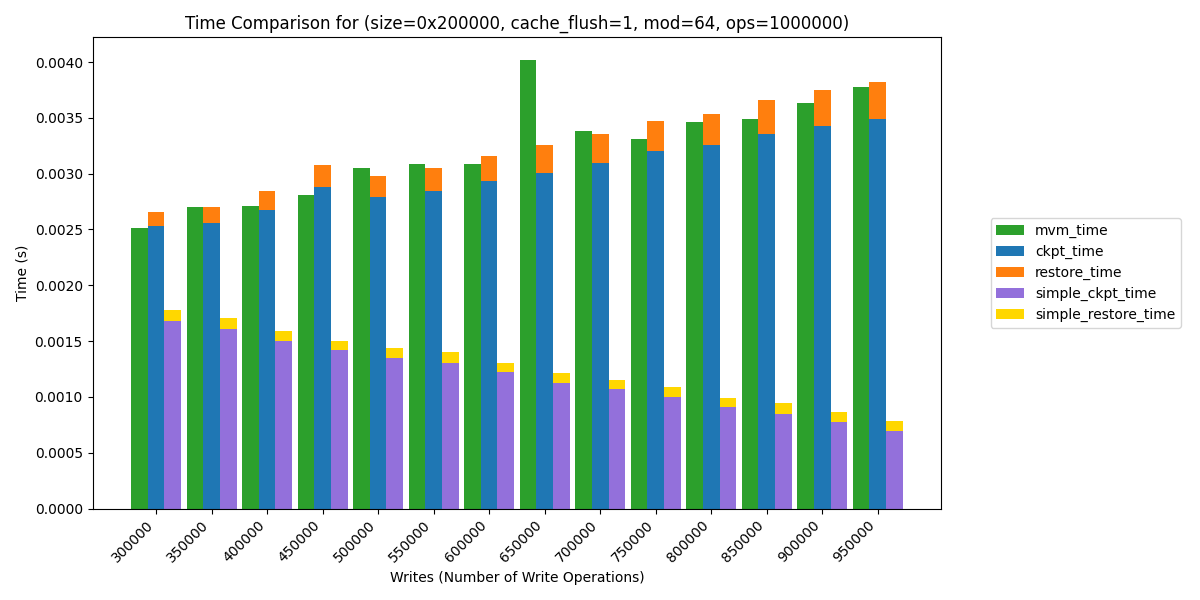 Time Comparison for (size=0x200000, cache_flush=1, mod=64, ops=1000000)
Time (s)
0.0040
0.0035
0.0030
0.0025
0.0020
0.0015
0.0010
0.0005
0.0000
300000
350000
400000
450000
500000
550000
600000
650000
700000
750000
800000
850000
900000
950000
Writes (Number of Write Operations)
mvm_time
ckpt_time
restore_time
simple_ckpt_time
simple_restore_time